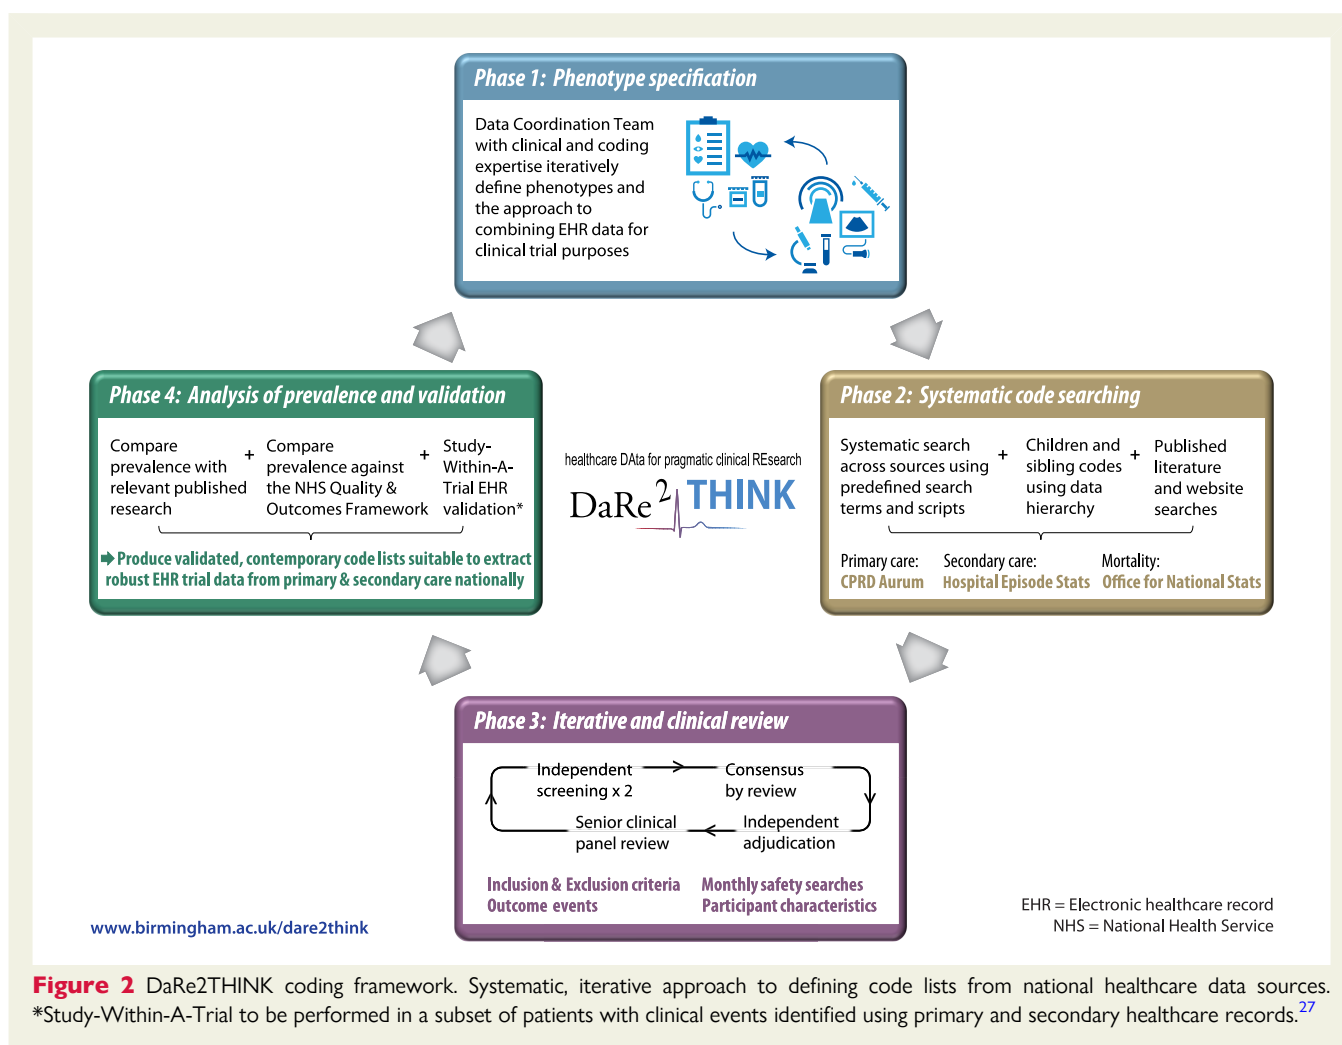 Phase 1: Phenotype specification
Data Coordination Team
with clinical and coding
expertise iteratively
define phenotypes and
the approach to
combining EHR data for
clinical trial purposes
Phase 4: Analysis of prevalence and validation
Compare
prevalence with
relevant published
research
+
Compare
prevalence against
the NHS Quality &
Outcomes Framework
+
Study-
Within-A-
Trial EHR
validation*
Produce validated, contemporary code lists suitable to extract
robust EHR trial data from primary & secondary care nationally
healthcare DAta for pragmatic clinical REsearch
DaRe2 THINK
Phase 2: Systematic code searching
Systematic search
across sources using
predefined search
terms and scripts
+
Children and
sibling codes
using data
hierarchy
+
Published
literature
and website
searches
Primary care:
CPRD Aurum
Secondary care:
Hospital Episode Stats
Mortality:
Office for National Stats
Phase 3: Iterative and clinical review
Independent
screening x 2
Consensus
by review
Senior clinical
panel review
Independent
adjudication
Inclusion & Exclusion criteria
Outcome events
Monthly safety searches
Participant characteristics
www.birmingham.ac.uk/dare2think
EHR = Electronic healthcare record
NHS = National Health Service
Figure 2 DaRe2THINK coding framework. Systematic, iterative approach to defining code lists from national healthcare data sources.
*Study-Within-A-Trial to be performed in a subset of patients with clinical events identified using primary and secondary healthcare records.27